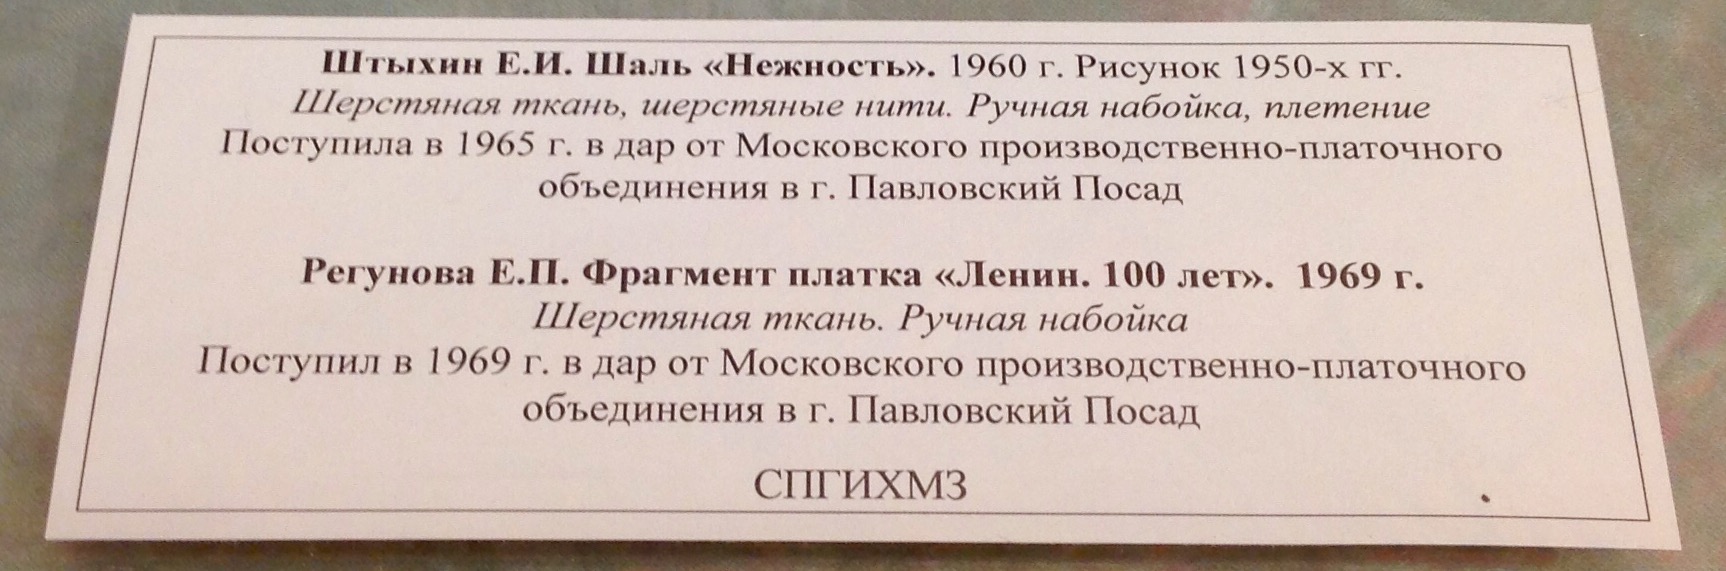 Штыхин Е.И. Шаль «Нежность». 1960 г. Рисунок 1950-х гг.
Шерстяная ткань, шерстяные нити. Ручная набойка, плетение
Поступила в 1965 г. в дар от Московского производственно-платочного
объединения в г. Павловский Посад
Регунова Е.П. Фрагмент платка «Ленин. 100 лет». 1969 г.
Шерстяная ткань. Ручная набойка
Поступил в 1969 г. в дар от Московского производственно-платочного
объединения в г. Павловский Посад
СПГИХМЗ